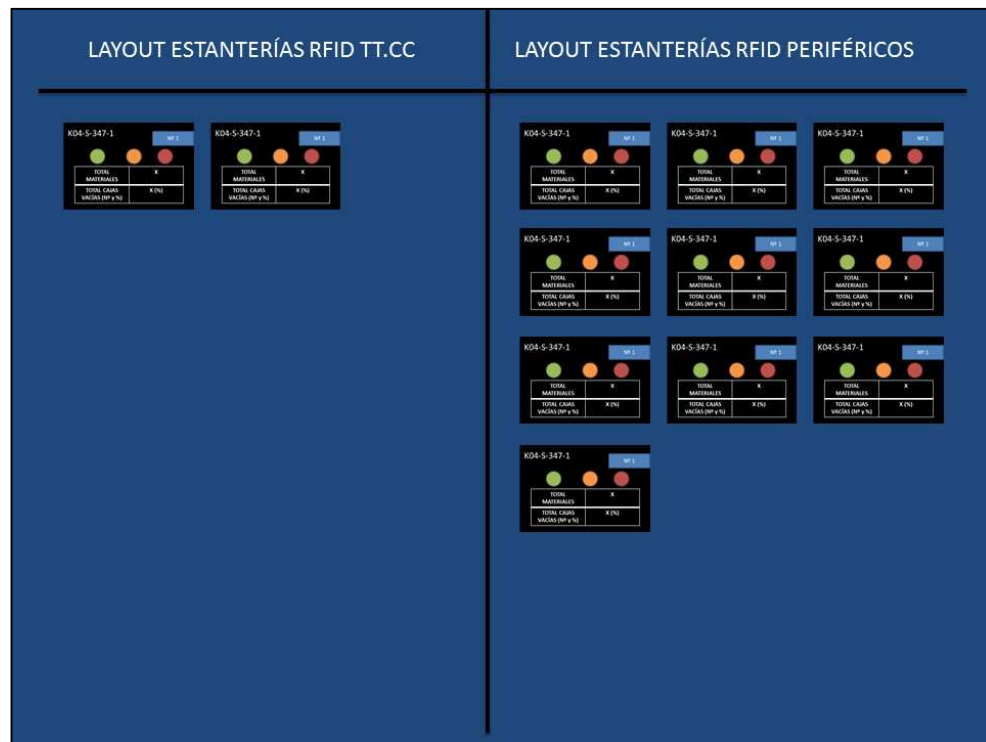 LAYOUT ESTANTERÍAS RFID TT.CC
K04-S-347-1
Nº 1
TOTAL
MATERIALES
X
TOTAL CAJAS
VACÍAS (Nº y %)
X (%)
K04-S-347-1
Nº 1
TOTAL
MATERIALES
X
TOTAL CAJAS
VACÍAS (Nº y %)
X (%)
LAYOUT ESTANTERÍAS RFID PERIFÉRICOS
K04-S-347-1
Nº 1
TOTAL
MATERIALES
X
TOTAL CAJAS
VACÍAS (Nº y %)
X (%)
K04-S-347-1
Nº 1
TOTAL
MATERIALES
X
TOTAL CAJAS
VACÍAS (Nº y %)
X (%)
K04-S-347-1
Nº 1
TOTAL
MATERIALES
X
TOTAL CAJAS
VACÍAS (Nº y %)
X (%)
K04-S-347-1
Nº 1
TOTAL
MATERIALES
X
TOTAL CAJAS
VACÍAS (Nº y %)
X (%)
K04-S-347-1
Nº 1
TOTAL
MATERIALES
X
TOTAL CAJAS
VACÍAS (Nº y %)
X (%)
K04-S-347-1
Nº 1
TOTAL
MATERIALES
X
TOTAL CAJAS
VACÍAS (Nº y %)
X (%)
K04-S-347-1
Nº 1
TOTAL
MATERIALES
X
TOTAL CAJAS
VACÍAS (Nº y %)
X (%)
K04-S-347-1
Nº 1
TOTAL
MATERIALES
X
TOTAL CAJAS
VACÍAS (Nº y %)
X (%)
K04-S-347-1
Nº 1
TOTAL
MATERIALES
X
TOTAL CAJAS
VACÍAS (Nº y %)
X (%)
K04-S-347-1
Nº 1
TOTAL
MATERIALES
X
TOTAL CAJAS
VACÍAS (Nº y %)
X (%)